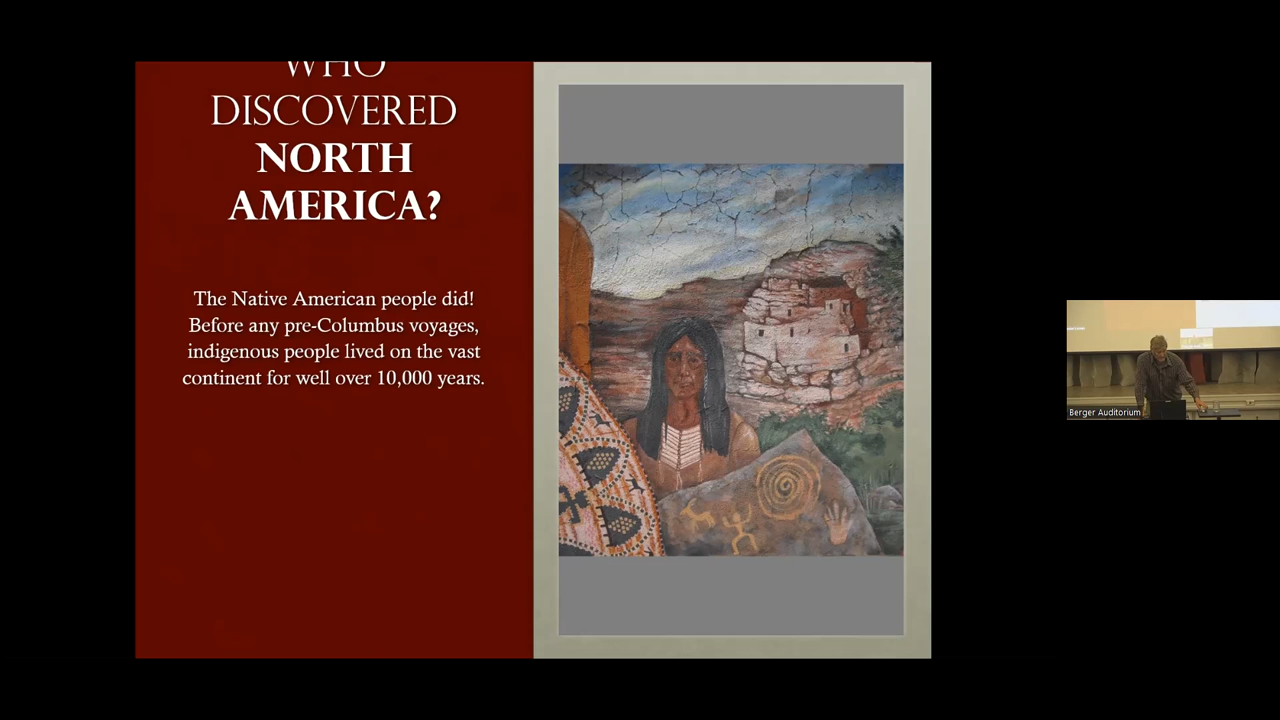 WHO
DISCOVERED
NORTH
AMERICA?
The Native American people did!
Before any pre-Columbus voyages,
indigenous people lived on the vast
continent for well over 10,000 years.
Berger Auditorium